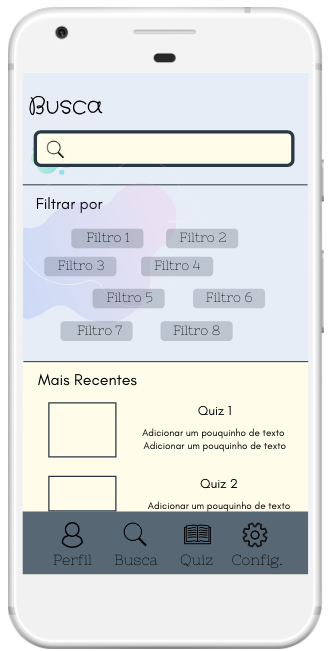 Busca
Filtrar por
Filtro 1 Filtro 2
Filtro 3 Filtro 4
Filtro 5 Filtro 6
Filtro 7 Filtro 8
Mais Recentes
Quiz 1
Adicionar um pouquinho de texto
Adicionar um pouquinho de texto
Quiz 2
Adicionar um pouquinho de texto
Perfil Busca Quiz Config.